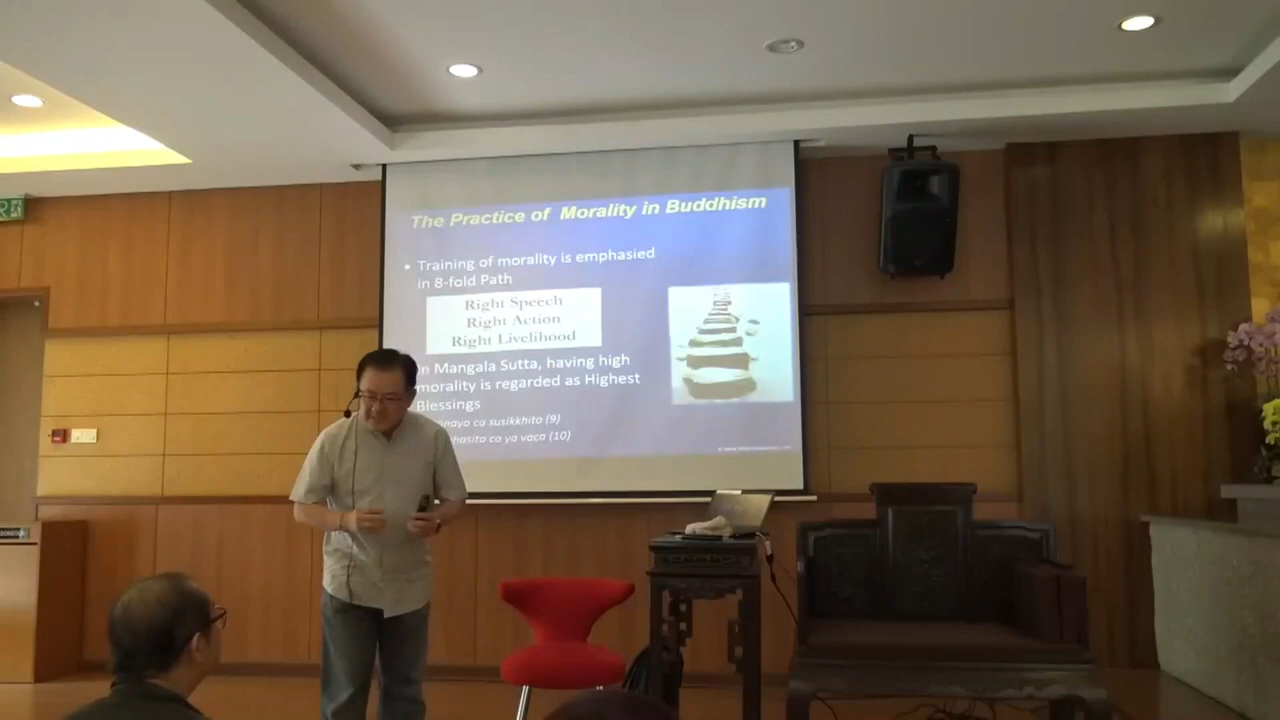 The Practice of Morality in Buddhism
• Training of morality is emphasied
in 8-fold Path
Right Speech
Right Action
Right Livelihood
n Mangala Sutta, having high
morality is regarded as Highest
Blessings
ca susikkhito (9)
ca ya vaca (10)